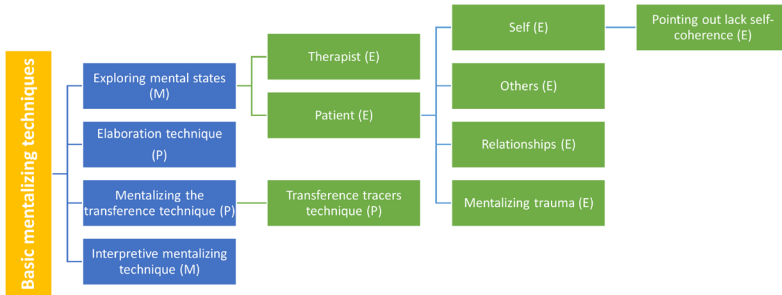 Basic mentalizing techniques
Exploring mental states
(M)
Elaboration technique
(P)
Mentalizing the
transference technique (P)
Interpretive mentalizing
technique (M)
Therapist (E)
Patient (E)
Transference tracers
technique (P)
Self (E)
Others (E)
Relationships (E)
Mentalizing trauma (E)
Pointing out lack self-
coherence (E)